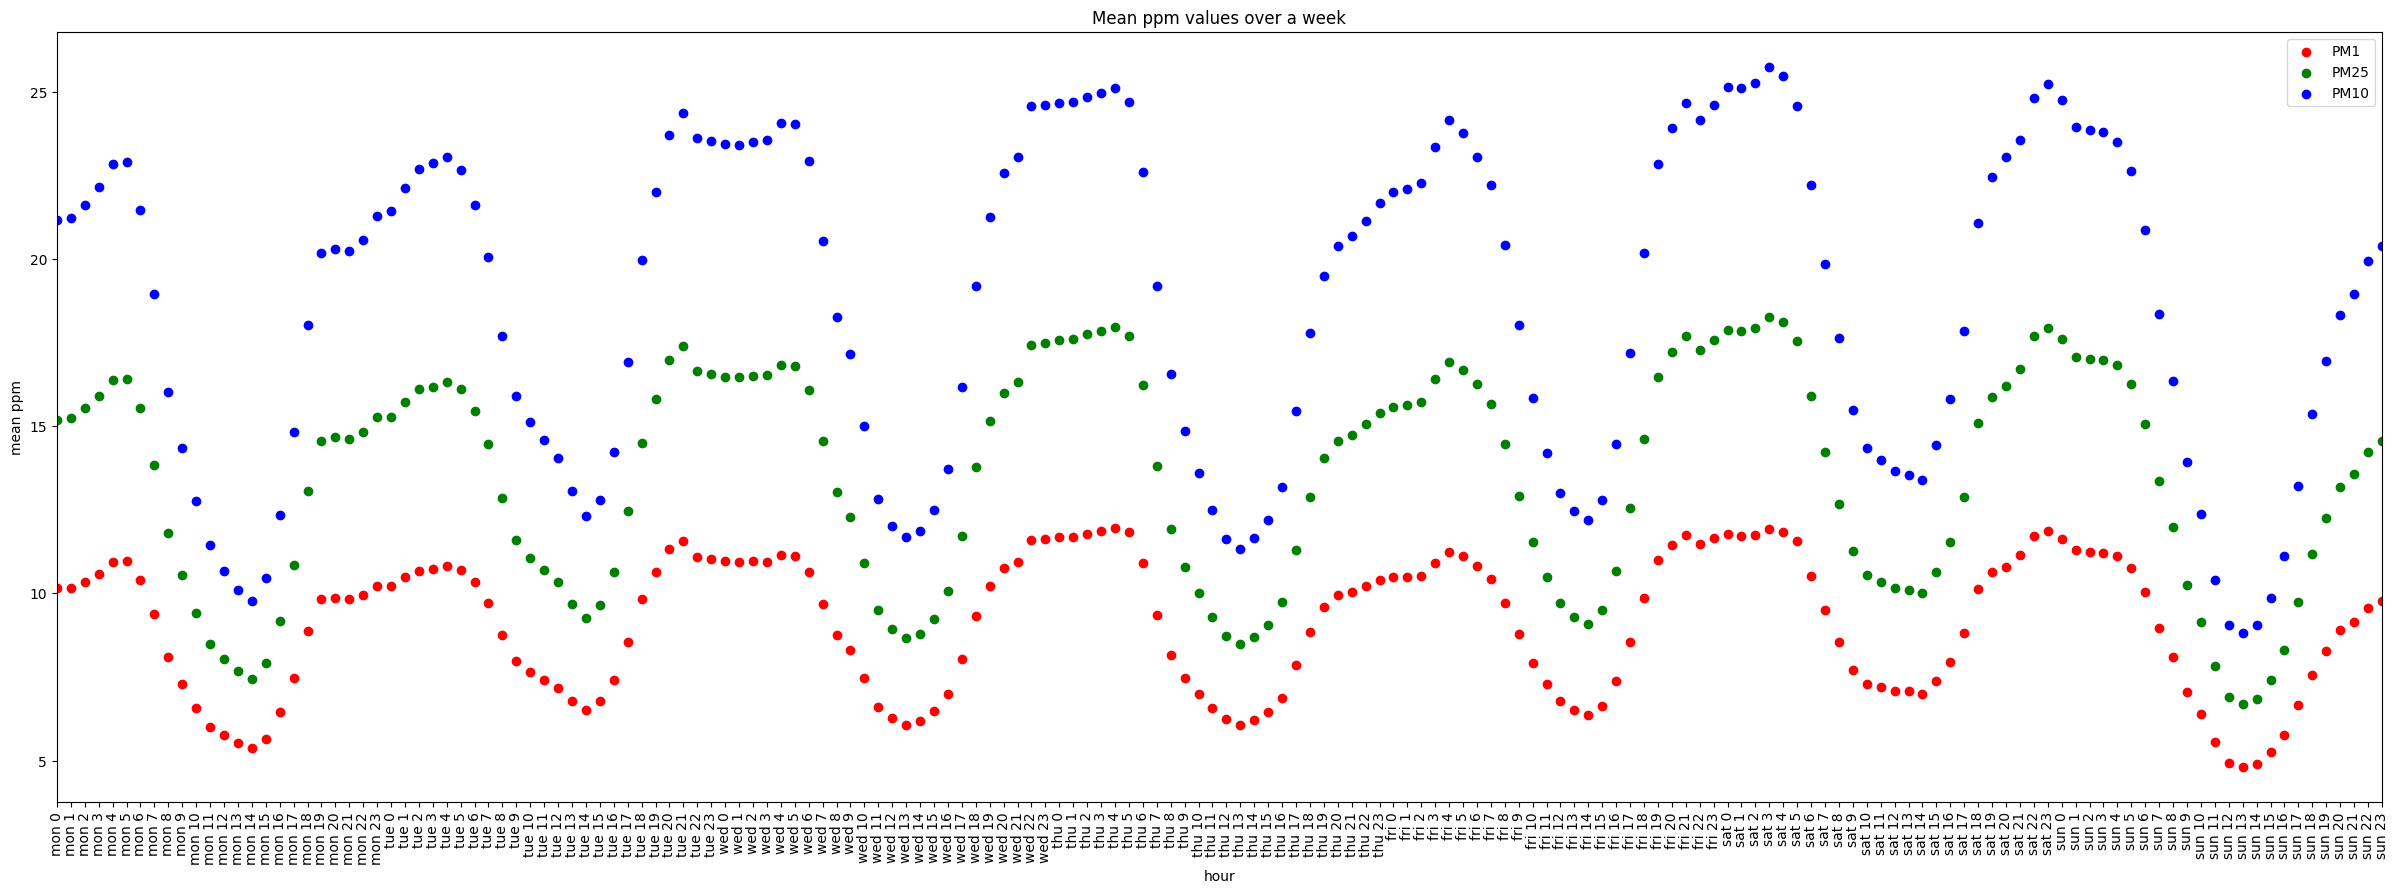 Mean ppm values over a week
PM1
PM25
PM10
mean ppm
25
20
15
10
5
mon 0
mon 1
mon 2
mon 3
mon 4
mon 5
mon 6
mon 7
mon 8
mon 9
mon 10
mon 11
mon 12
mon 13
mon 14
mon 15
mon 16
mon 17
mon 18
mon 19
mon 20
mon 21
mon 22
mon 23
tue 0
tue 1
tue 2
tue 3
tue 4
tue 5
tue 6
tue 7
tue 8
tue 9
tue 10
tue 11
tue 12
tue 13
tue 14
tue 15
tue 16
tue 17
tue 18
tue 19
tue 20
tue 21
tue 22
tue 23
wed 0
wed 1
wed 2
wed 3
wed 4
wed 5
wed 6
wed 7
wed 8
wed 9
wed 10
wed 11
wed 12
wed 13
wed 14
wed 15
wed 16
wed 17
wed 18
wed 19
wed 20
wed 21
wed 22
wed 23
thu 0
thu 1
thu 2
thu 3
thu 4
thu 5
thu 6
thu 7
thu 8
thu 9
thu 10
thu 11
thu 12
thu 13
thu 14
thu 15
thu 16
thu 17
thu 18
thu 19
thu 20
thu 21
thu 22
thu 23
fri 0
fri 1
fri 2
fri 3
fri 4
fri 5
fri 6
fri 7
fri 8
fri 9
fri 10
fri 11
fri 12
fri 13
fri 14
fri 15
fri 16
fri 17
fri 18
fri 19
fri 20
fri 21
fri 22
fri 23
sat 0
sat 1
sat 2
sat 3
sat 4
sat 5
sat 6
sat 7
sat 8
sat 9
sat 10
sat 11
sat 12
sat 13
sat 14
sat 15
sat 16
sat 17
sat 18
sat 19
sat 20
sat 21
sat 22
sat 23
sun 0
sun 1
sun 2
sun 3
sun 4
sun 5
sun 6
sun 7
sun 8
sun 9
sun 10
sun 11
sun 12
sun 13
sun 14
sun 15
sun 16
sun 17
sun 18
sun 19
sun 20
sun 21
sun 22
sun 23
hour